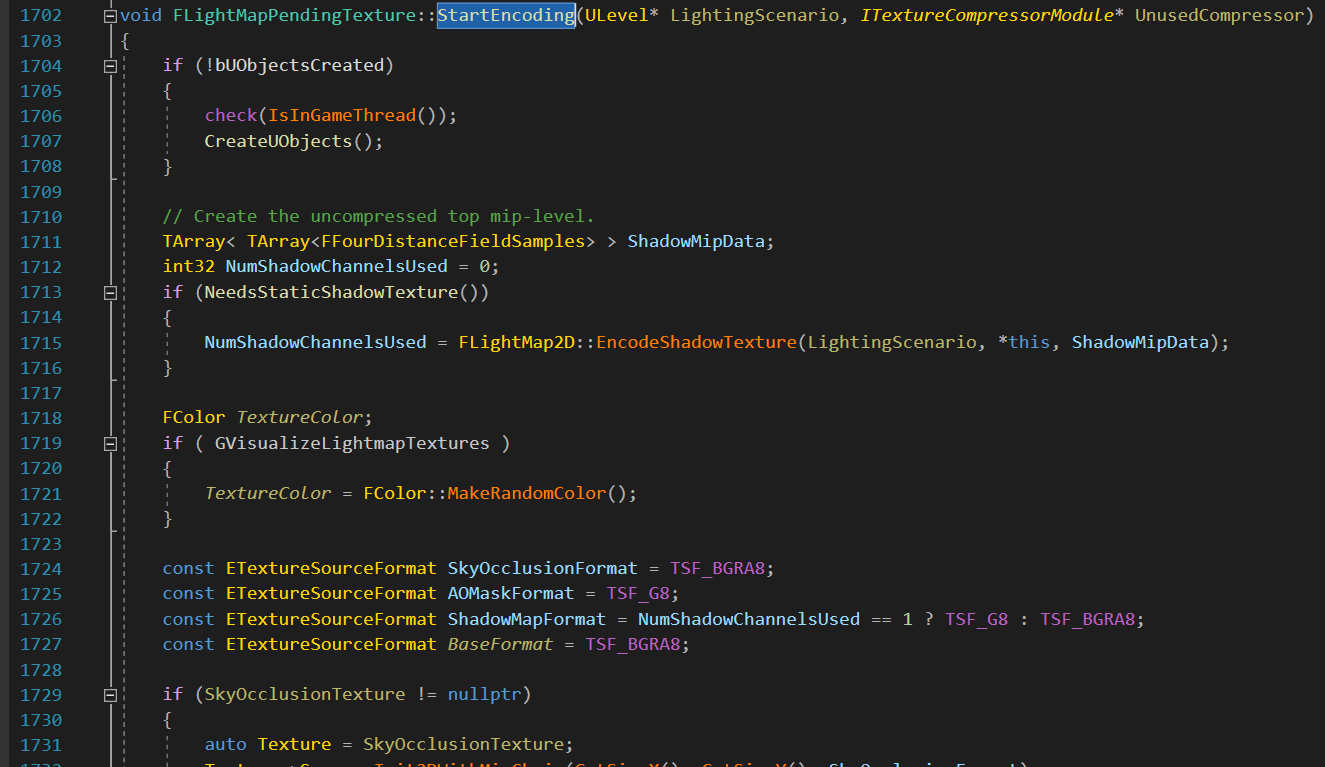 1702 void FLightMapPendingTexture::StartEncoding(ULevel* LightingScenario, ITextureCompressorModule* UnusedCompressor)
1703 {
1704 if (!bUObjectsCreated)
1705 {
1706 check(IsInGameThread());
1707 CreateUObjects();
1708 }
1709
1710 // Create the uncompressed top mip-level.
1711 TArray< TArray<FFourDistanceFieldSamples> > ShadowMipData;
1712 int32 NumShadowChannelsUsed = 0;
1713 if (NeedsStaticShadowTexture())
1714 {
1715 NumShadowChannelsUsed = FLightMap2D::EncodeShadowTexture(LightingScenario, *this, ShadowMipData);
1716 }
1717
1718 FColor TextureColor;
1719 if ( GVisualizeLightmapTextures )
1720 {
1721 TextureColor = FColor::MakeRandomColor();
1722 }
1723
1724 const ETextureSourceFormat SkyOcclusionFormat = TSF_BGRA8;
1725 const ETextureSourceFormat AOMaskFormat = TSF_G8;
1726 const ETextureSourceFormat ShadowMapFormat = NumShadowChannelsUsed == 1 ? TSF_G8 : TSF_BGRA8;
1727 const ETextureSourceFormat BaseFormat = TSF_BGRA8;
1728
1729 if (SkyOcclusionTexture != nullptr)
1730 {
1731 auto Texture = SkyOcclusionTexture;